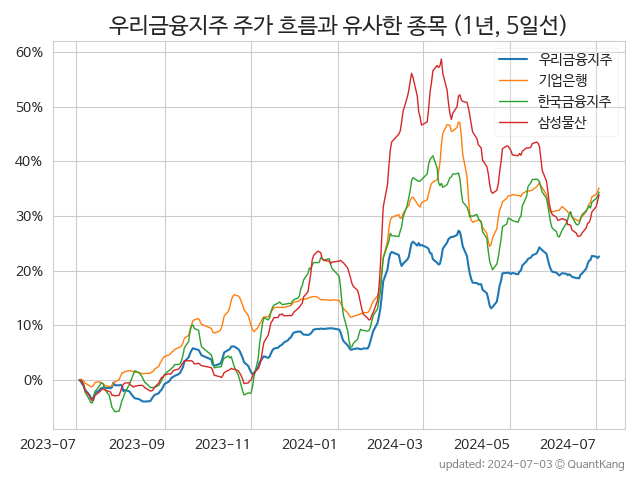 우리금융지주 주가 흐름과 유사한 종목 (1년, 5일선)
60%
50%
40%
30%
20%
10%
0%
우리금융지주
기업은행
한국금융지주
삼성물산
2023-07 2023-09 2023-11 2024-01 2024-03 2024-05 2024-07
updated: 2024-07-03 © QuantKang